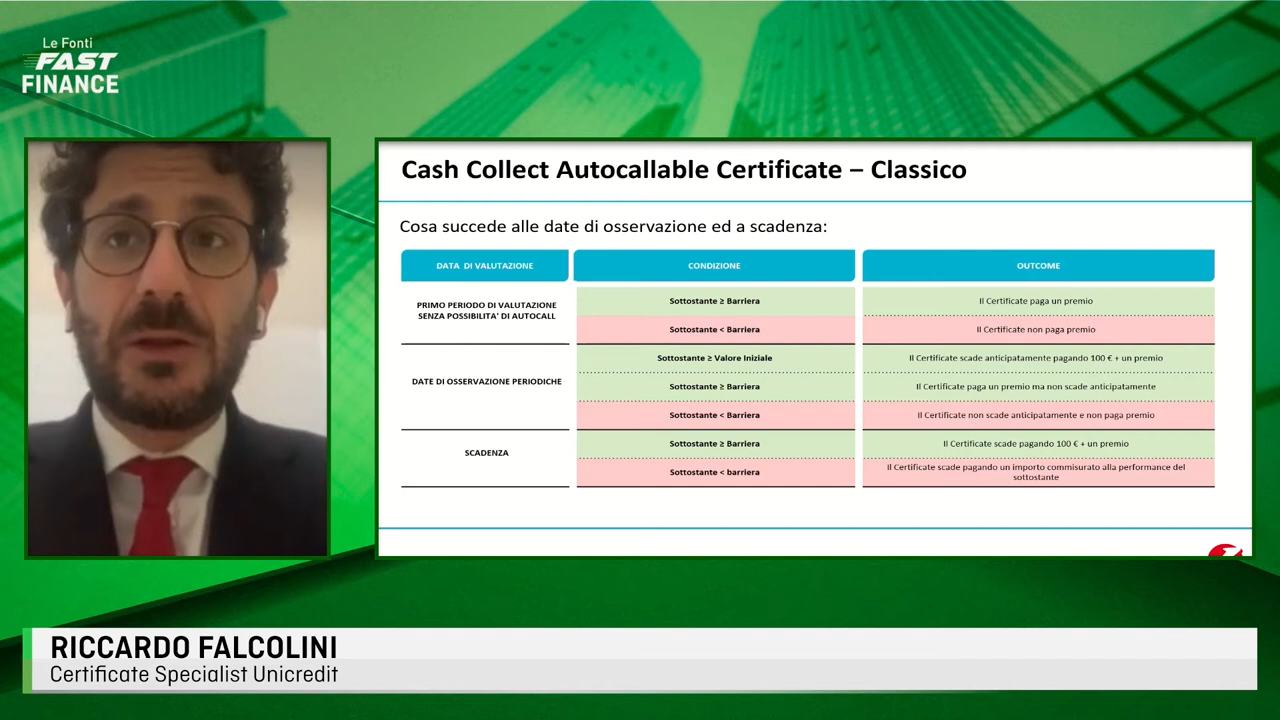 Le Fonti
FAST
FINANCE
Cash Collect Autocallable Certificate – Classico
Cosa succede alle date di osservazione ed a scadenza:
DATA DI VALUTAZIONE
CONDIZIONE
OUTCOME
PRIMO PERIODO DI VALUTAZIONE
SENZA POSSIBILITA' DI AUTOCALL
Sottostante ≥ Barriera
Il Certificate paga un premio
Sottostante < Barriera
Il Certificate non paga premio
DATE DI OSSERVAZIONE PERIODICHE
Sottostante ≥ Valore Iniziale
Il Certificate scade anticipatamente pagando 100 € + un premio
Sottostante ≥ Barriera
Il Certificate paga un premio ma non scade anticipatamente
Sottostante < Barriera
Il Certificate non scade anticipatamente e non paga premio
SCADENZA
Sottostante ≥ Barriera
Il Certificate scade pagando 100 € + un premio
Sottostante < barriera
Il Certificate scade pagando un importo commisurato alla performance del
sottostante
RICCARDO FALCOLINI
Certificate Specialist Unicredit